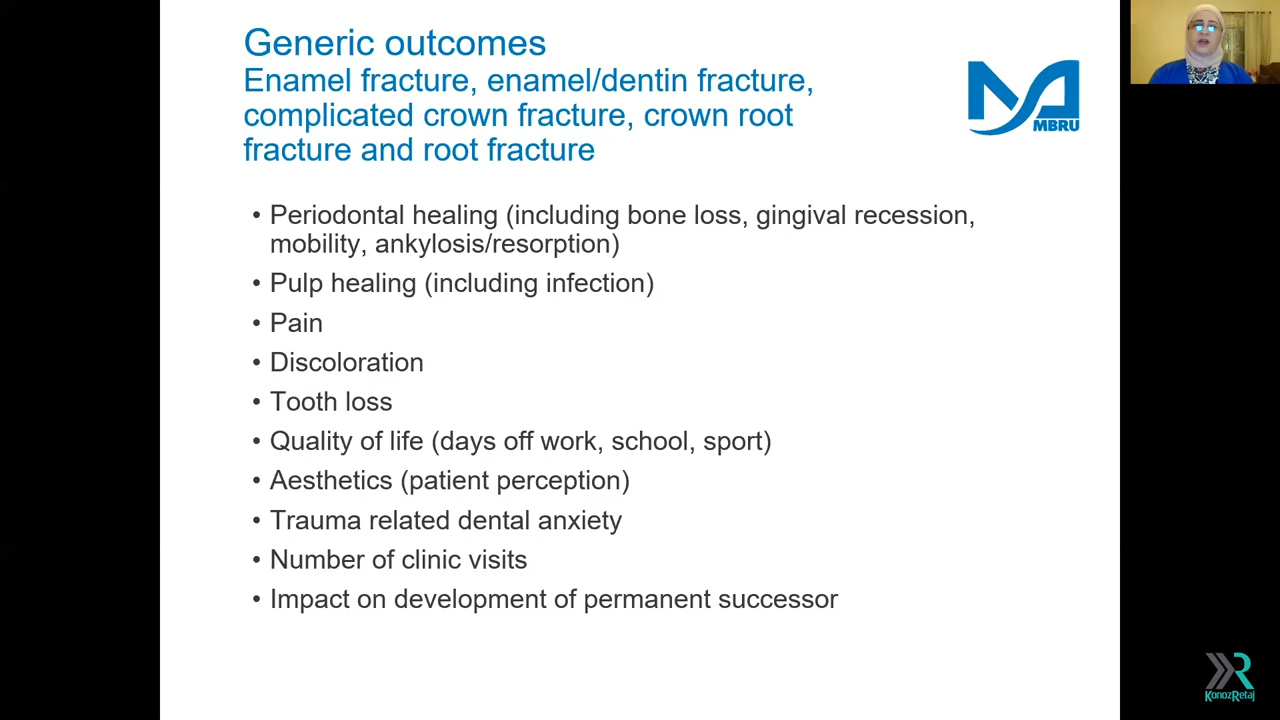 Generic outcomes
Enamel fracture, enamel/dentin fracture,
complicated crown fracture, crown root
fracture and root fracture
MBRU
• Periodontal healing (including bone loss, gingival recession,
mobility, ankylosis/resorption)
• Pulp healing (including infection)
• Pain
• Discoloration
• Tooth loss
• Quality of life (days off work, school, sport)
• Aesthetics (patient perception)
• Trauma related dental anxiety
• Number of clinic visits
• Impact on development of permanent successor
KonozRetaj